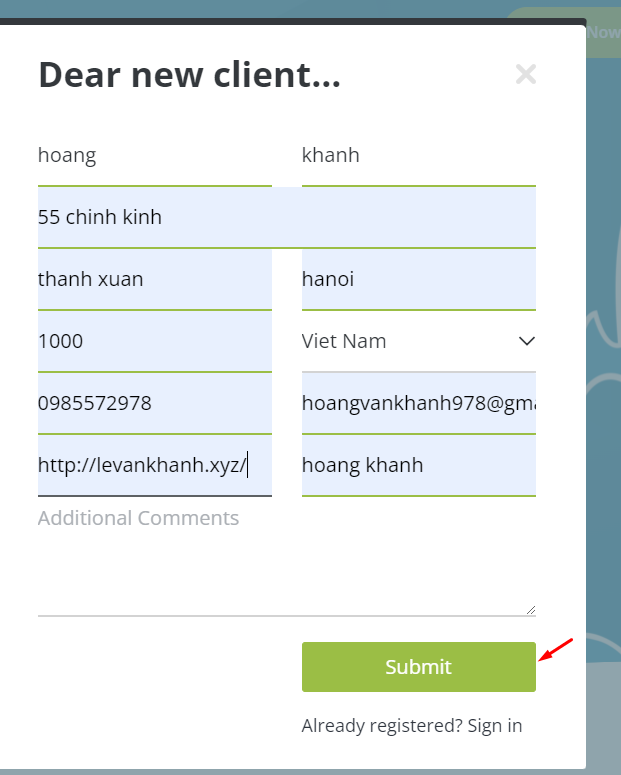 Now
Dear new client...
hoang khanh
55 chinh kinh
thanh xuan hanoi
1000 Viet Nam
0985572978 hoangvankhanh978@gma
http://levankhanh.xyz/ hoang khanh
Additional Comments
Submit
Already registered? Sign in